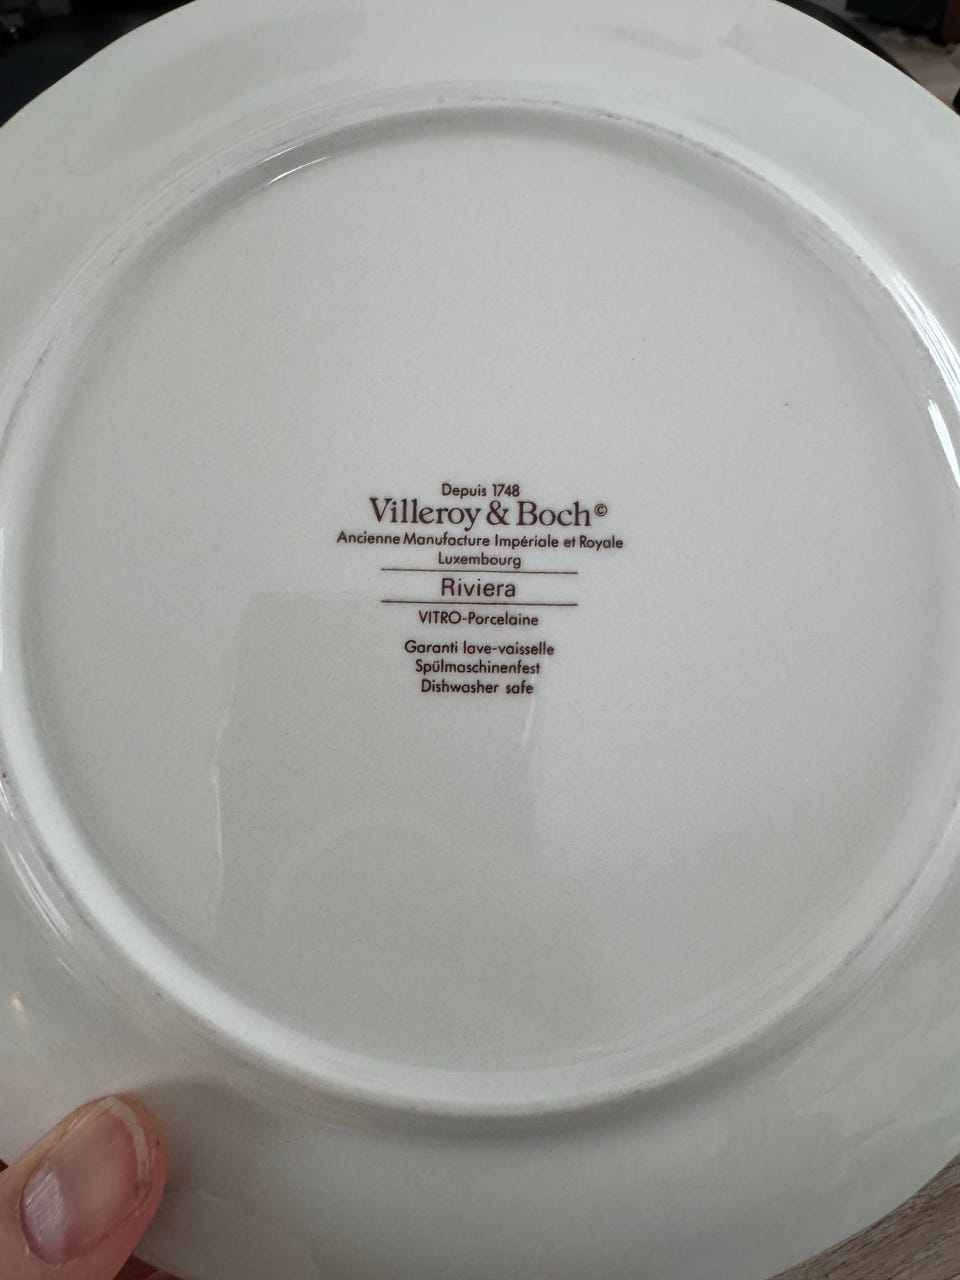 Depuis 1748
Villeroy & Boch©
Ancienne Manufacture Impériale et Royale
Luxembourg
Riviera
VITRO-Porcelaine
Garanti lave-vaisselle
Spülmaschinenfest
Dishwasher safe